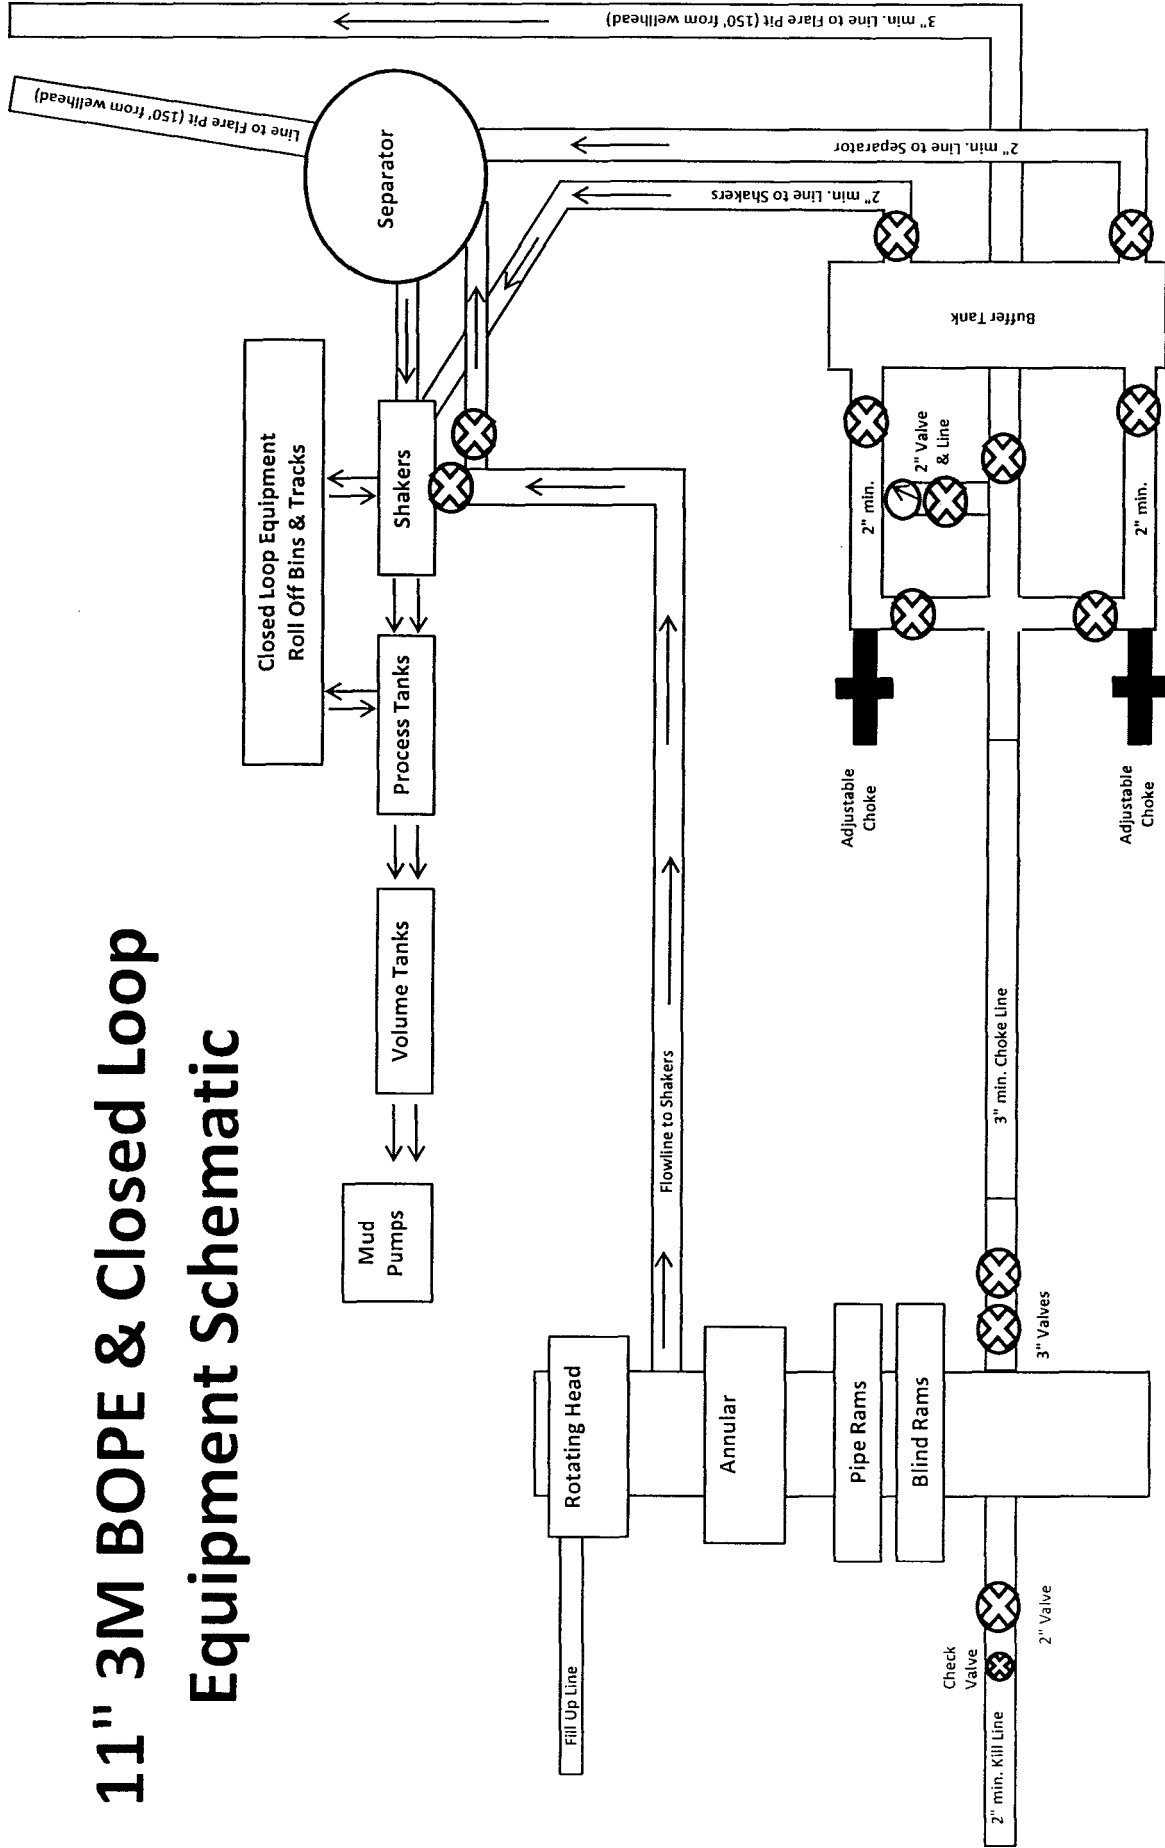 11" 3M BOPE & Closed Loop
Equipment Schematic
Mud
Pumps
Volume Tanks
Process Tanks
Shakers
Closed Loop Equipment
Roll Off Bins & Tracks
Separator
Line to Flare Pit (150' from wellhead)
3" min. Line to Flare Pit (150' from wellhead)
2" min. Line to Separator
2" min. Line to Shakers
Fill Up Line
Rotating Head
Flowline to Shakers
Annular
Pipe Rams
Blind Rams
Adjustable
Choke
2" min.
2" Valve
& Line
Buffer Tank
2" min. Kill Line
Check
Valve
2" Valve
3" Valves
3" min. Choke Line
Adjustable
Choke
2" min.